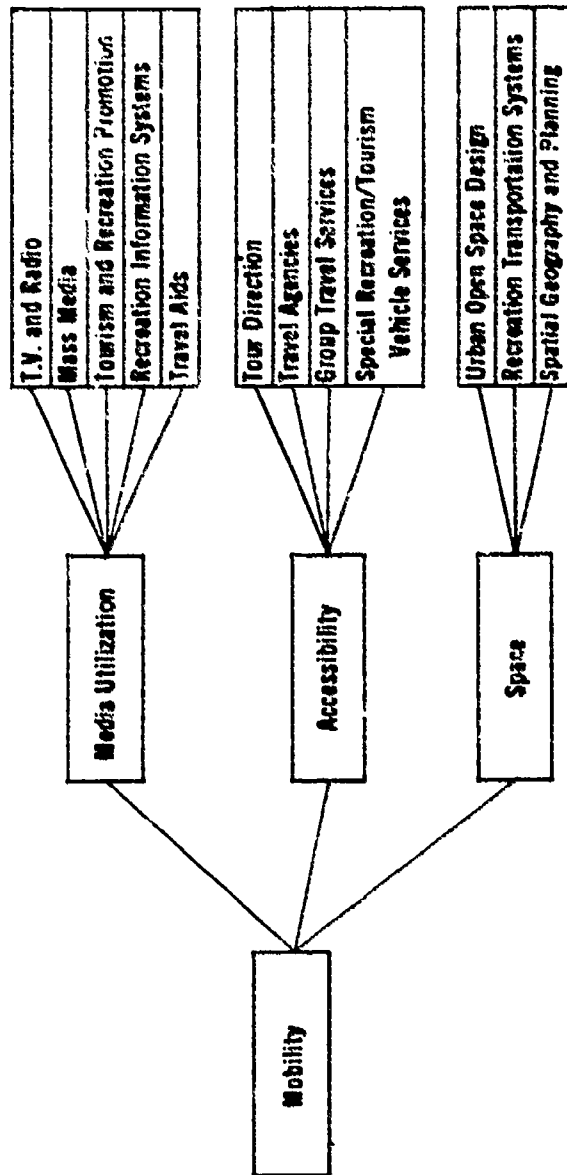 Mobility
Media Utilization
T.V. and Radio
Mass Media
Tourism and Recreation Promotion
Recreation Information Systems
Travel Aids
Accessibility
Tour Direction
Travel Agencies
Group Travel Services
Special Recreation/Tourism
Vehicle Services
Space
Urban Open Space Design
Recreation Transportation Systems
Spatial Geography and Planning